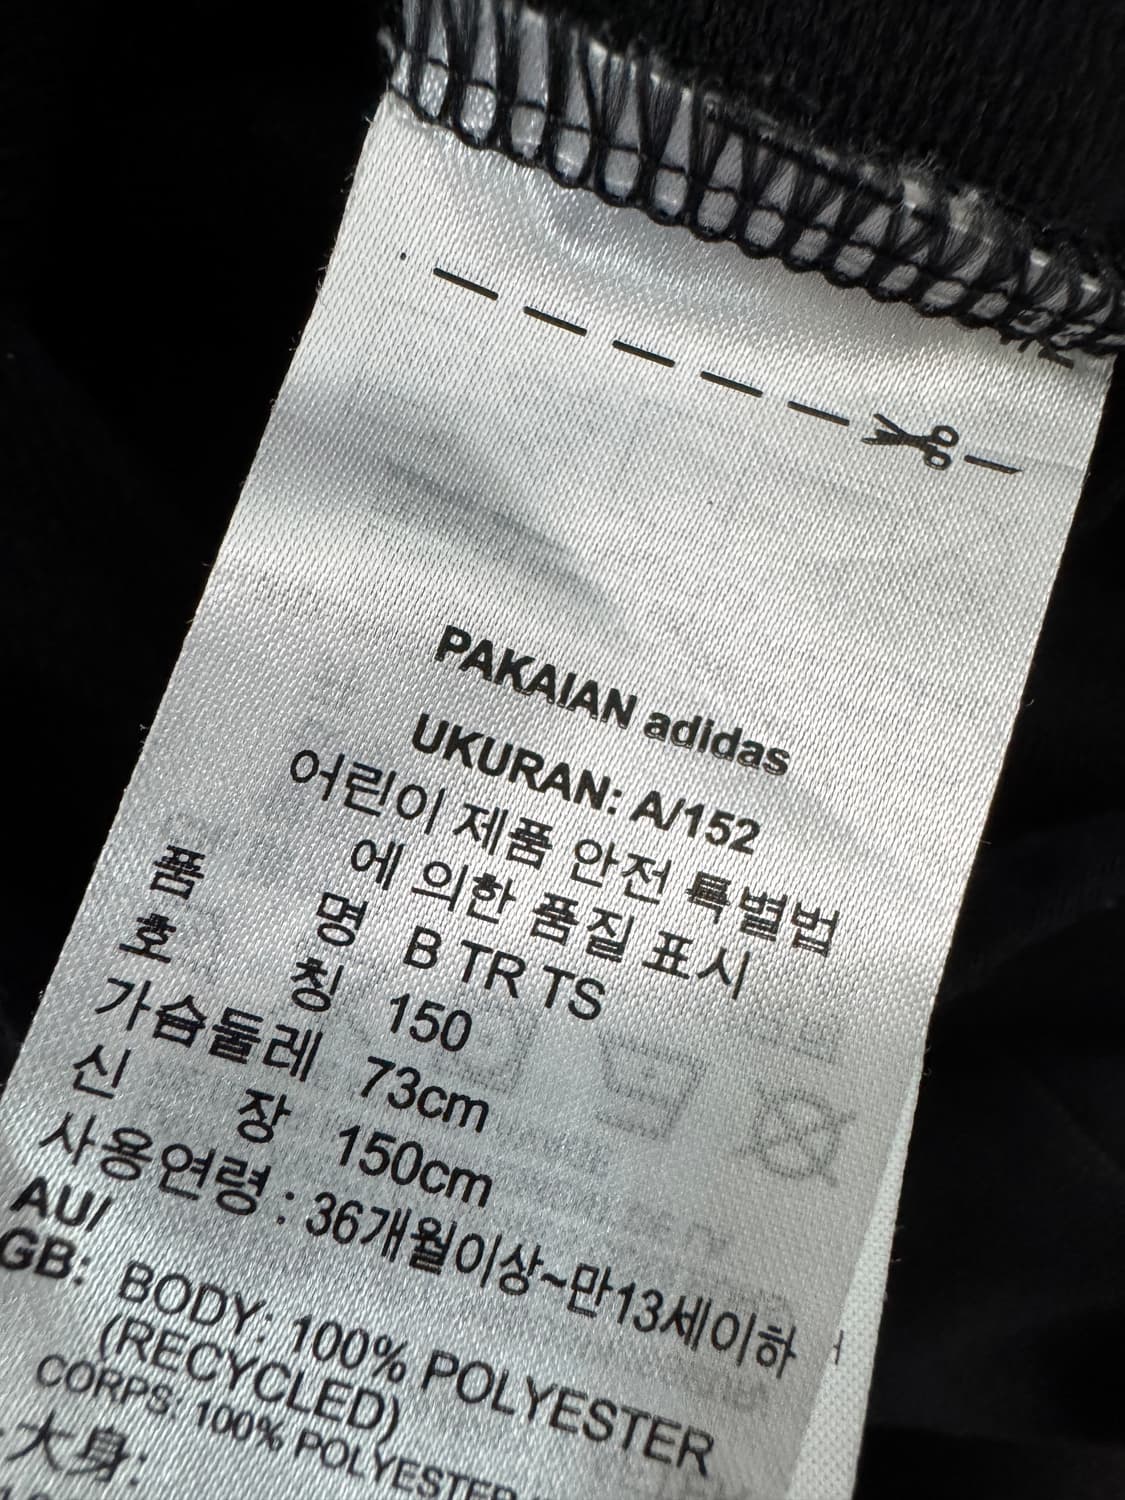 PAKAIAN adidas
UKURAN: A/152
어린이 제품 안전 특별법
에 의한 품질 표시
품 명 B TR TS
호 칭 150
가슴둘레 73cm
신 장 150cm
사용연령 : 36개월이상~만13세이하
AU/
GB: BODY: 100% POLYESTER
(RECYCLED)
CORPS: 100% POLYESTER
大身: